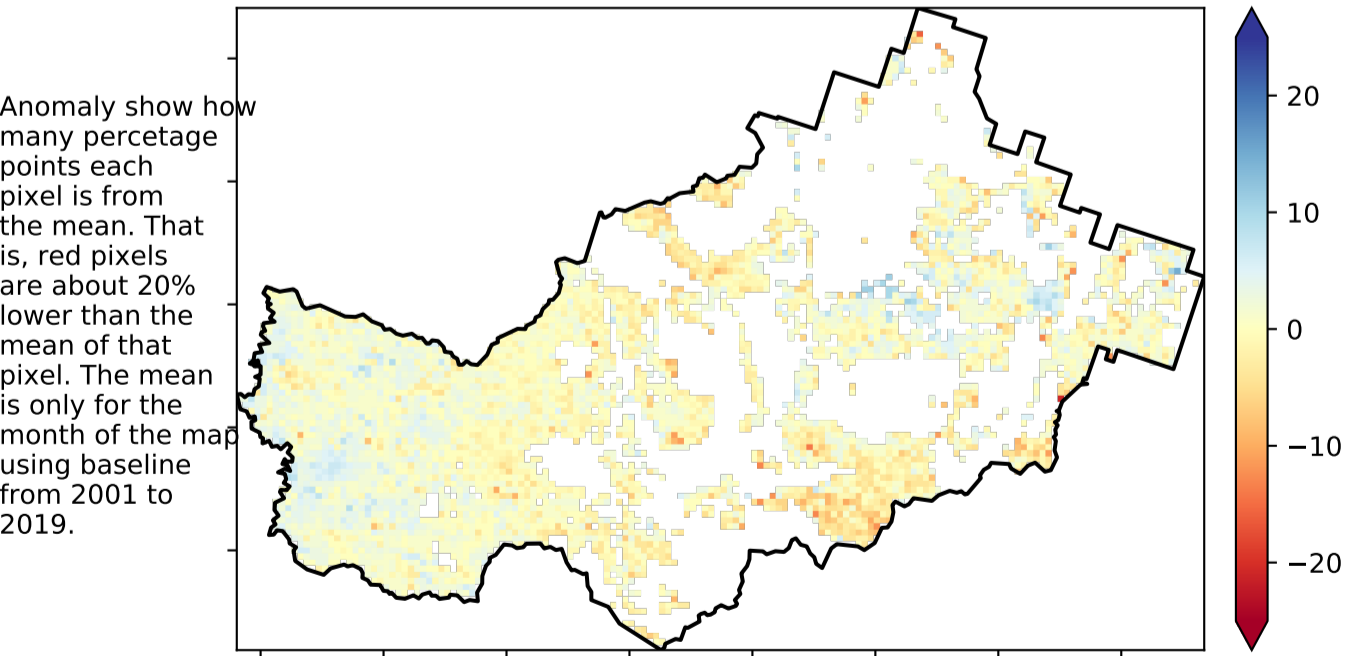 Anomaly show how
many percetage
points each
pixel is from
the mean. That
is, red pixels
are about 20%
lower than the
mean of that
pixel. The mean
is only for the
month of the map
using baseline
from 2001 to
2019.
20
10
0
−10
−20